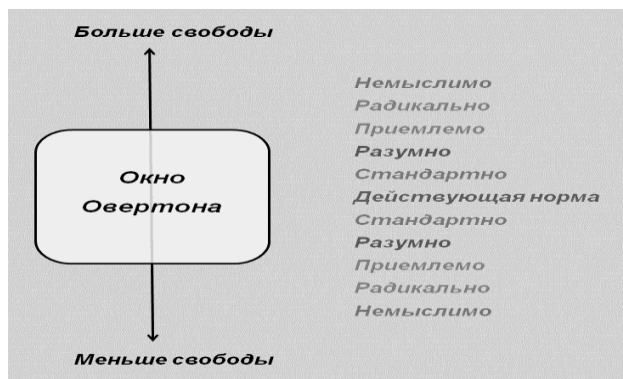 Больше свободы
Окно
Овертона
Меньше свободы
Немыслимо
Радикально
Приемлемо
Разумно
Стандартно
Действующая норма
Стандартно
Разумно
Приемлемо
Радикально
Немыслимо